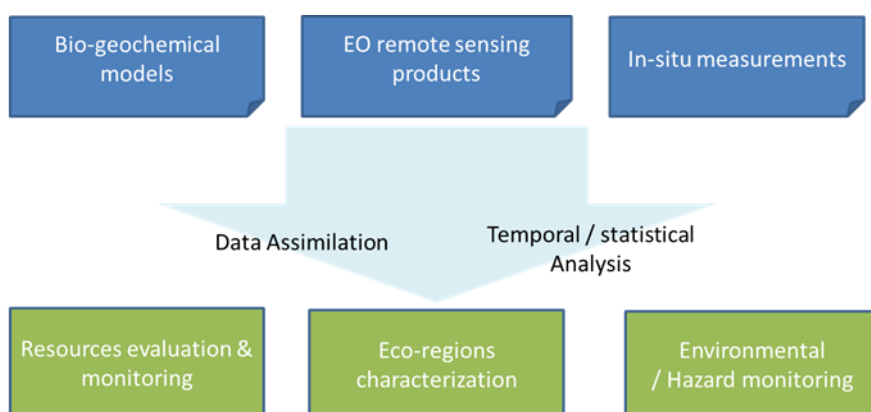 Bio-geochemical
models
EO remote sensing
products
In-situ measurements
Data Assimilation
Temporal / statistical
Analysis
Resources evaluation &
monitoring
Eco-regions
characterization
Environmental
/ Hazard monitoring